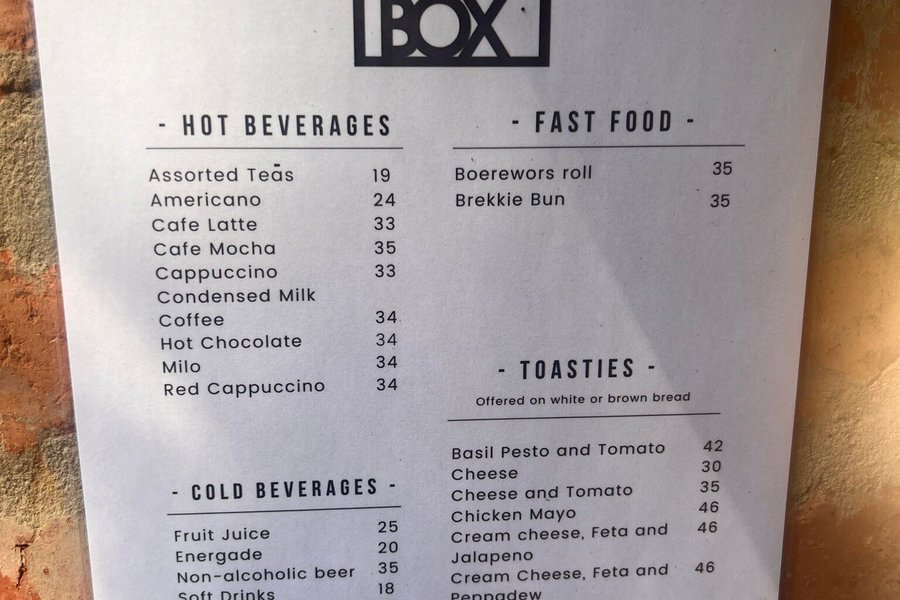 BOX
- HOT BEVERAGES -
Assorted Teas 19
Americano 24
Cafe Latte 33
Cafe Mocha 35
Cappuccino 33
Condensed Milk
Coffee 34
Hot Chocolate 34
Milo 34
Red Cappuccino 34
- COLD BEVERAGES -
Fruit Juice 25
Energade 20
Non-alcoholic beer 35
Soft Drinks 18
- FAST FOOD -
Boerewors roll 35
Brekkie Bun 35
- TOASTIES -
Offered on white or brown bread
Basil Pesto and Tomato 42
Cheese 30
Cheese and Tomato 35
Chicken Mayo 46
Cream cheese, Feta and 46
Jalapeno
Cream Cheese, Feta and 46
Peppadew